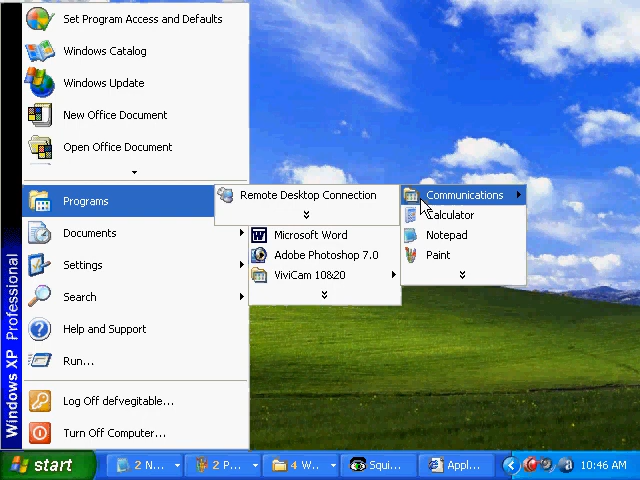 Set Program Access and Defaults
Windows Catalog
Windows Update
New Office Document
Open Office Document
Programs
Documents
Settings
Search
Help and Support
Run...
Log Off defvegitable...
Turn Off Computer...
Windows XP Professional
Remote Desktop Connection
Microsoft Word
Adobe Photoshop 7.0
ViviCam 10&20
Communications
Calculator
Notepad
Paint
start
2 N...
2 P...
4 W...
Squi...
Appl...
10:46 AM